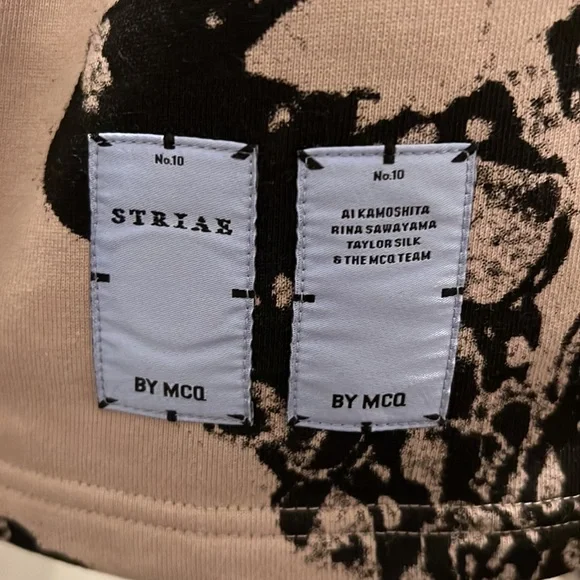 No.10
STRIAE
BY MCQ
No.10
AI KAMOSHITA
RINA SAWAYAMA
TAYLOR SILK
& THE MCQ TEAM
BY MCQ